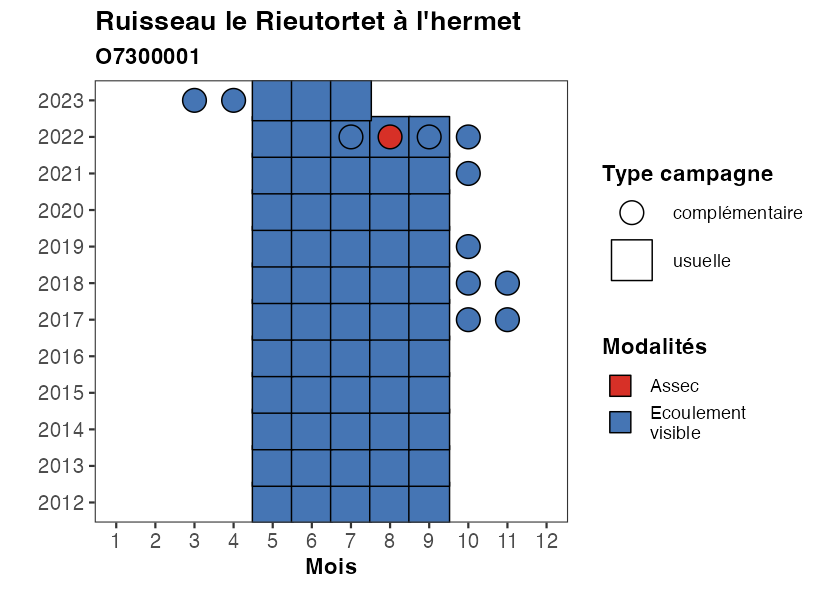 Ruisseau le Rieutortet à l'hermet
O7300001
2023
2022
2021
2020
2019
2018
2017
2016
2015
2014
2013
2012
1 2 3 4 5 6 7 8 9 10 11 12
Mois
Type campagne
complémentaire
usuelle
Modalités
Assec
Ecoulement
visible